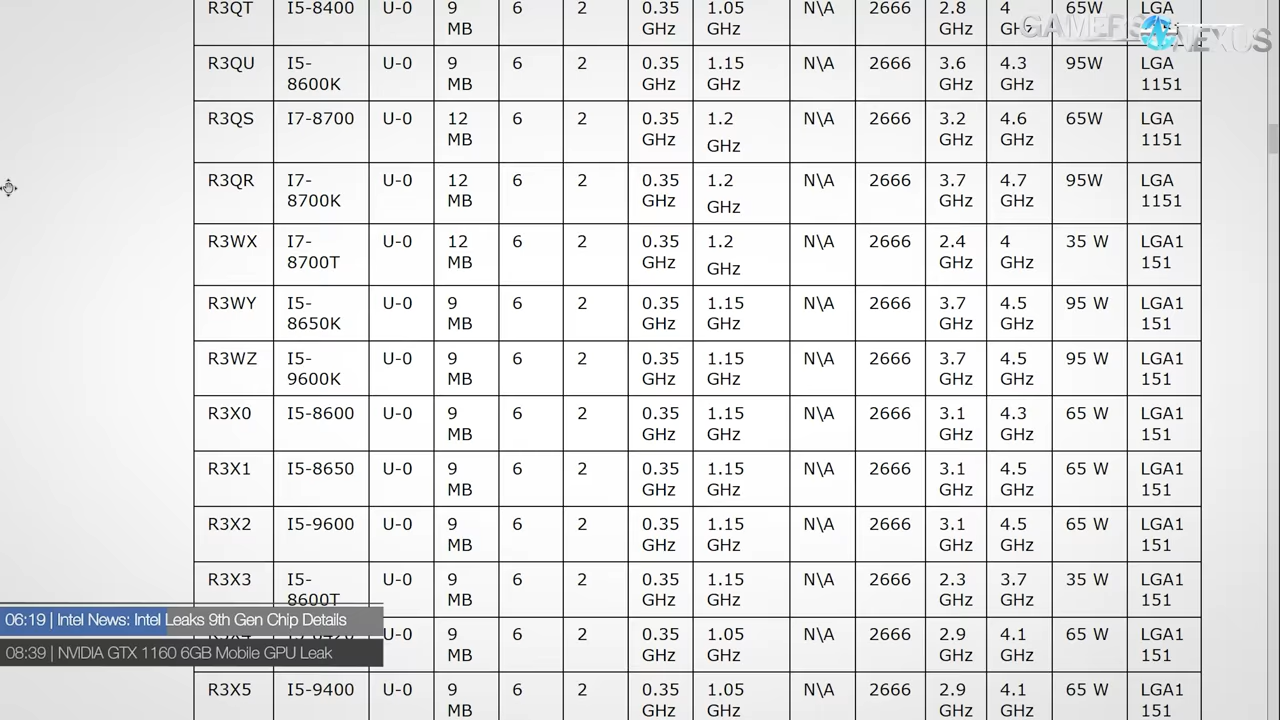 R3QT I5-8400 U-0 9 MB 6 2 0.35 GHz 1.05 GHz N\A 2666 2.8 GHz 4 GHz 65W LGA 1151
GAMERS NEXUS
R3QU I5-8600K U-0 9 MB 6 2 0.35 GHz 1.15 GHz N\A 2666 3.6 GHz 4.3 GHz 95W LGA 1151
R3QS I7-8700 U-0 12 MB 6 2 0.35 GHz 1.2 GHz N\A 2666 3.2 GHz 4.6 GHz 65W LGA 1151
R3QR I7-8700K U-0 12 MB 6 2 0.35 GHz 1.2 GHz N\A 2666 3.7 GHz 4.7 GHz 95W LGA 1151
R3WX I7-8700T U-0 12 MB 6 2 0.35 GHz 1.2 GHz N\A 2666 2.4 GHz 4 GHz 35 W LGA1151
R3WY I5-8650K U-0 9 MB 6 2 0.35 GHz 1.15 GHz N\A 2666 3.7 GHz 4.5 GHz 95 W LGA1151
R3WZ I5-9600K U-0 9 MB 6 2 0.35 GHz 1.15 GHz N\A 2666 3.7 GHz 4.5 GHz 95 W LGA1151
R3X0 I5-8600 U-0 9 MB 6 2 0.35 GHz 1.15 GHz N\A 2666 3.1 GHz 4.3 GHz 65 W LGA1151
R3X1 I5-8650 U-0 9 MB 6 2 0.35 GHz 1.15 GHz N\A 2666 3.1 GHz 4.5 GHz 65 W LGA1151
R3X2 I5-9600 U-0 9 MB 6 2 0.35 GHz 1.15 GHz N\A 2666 3.1 GHz 4.5 GHz 65 W LGA1151
R3X3 I5-8600T U-0 9 MB 6 2 0.35 GHz 1.15 GHz N\A 2666 2.3 GHz 3.7 GHz 35 W LGA1151
06:19 | Intel News: Intel Leaks 9th Gen Chip Details
9 MB 6 2 0.35 GHz 1.05 GHz N\A 2666 2.9 GHz 4.1 GHz 65 W LGA1151
08:39 | NVIDIA GTX 1160 6GB Mobile GPU Leak
R3X5 I5-9400 U-0 9 MB 6 2 0.35 GHz 1.05 GHz N\A 2666 2.9 GHz 4.1 GHz 65 W LGA1151